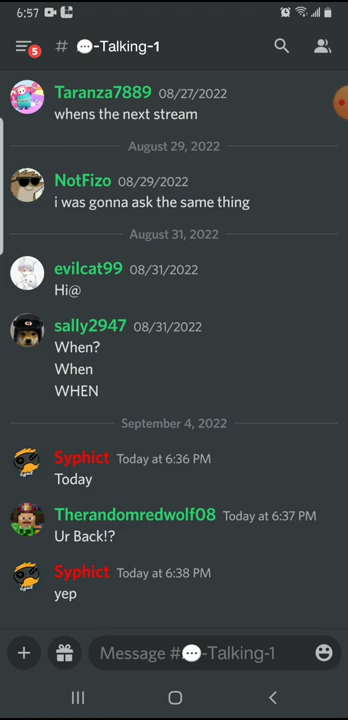 6:57
5
# 💬-Talking-1
Taranza7889 08/27/2022
whens the next stream
August 29, 2022
NotFizo 08/29/2022
i was gonna ask the same thing
August 31, 2022
evilcat99 08/31/2022
Hi@
sally2947 08/31/2022
When?
When
WHEN
September 4, 2022
Syphict Today at 6:36 PM
Today
Therandomredwolf08 Today at 6:37 PM
Ur Back!?
Syphict Today at 6:38 PM
yep
Message #💬-Talking-1